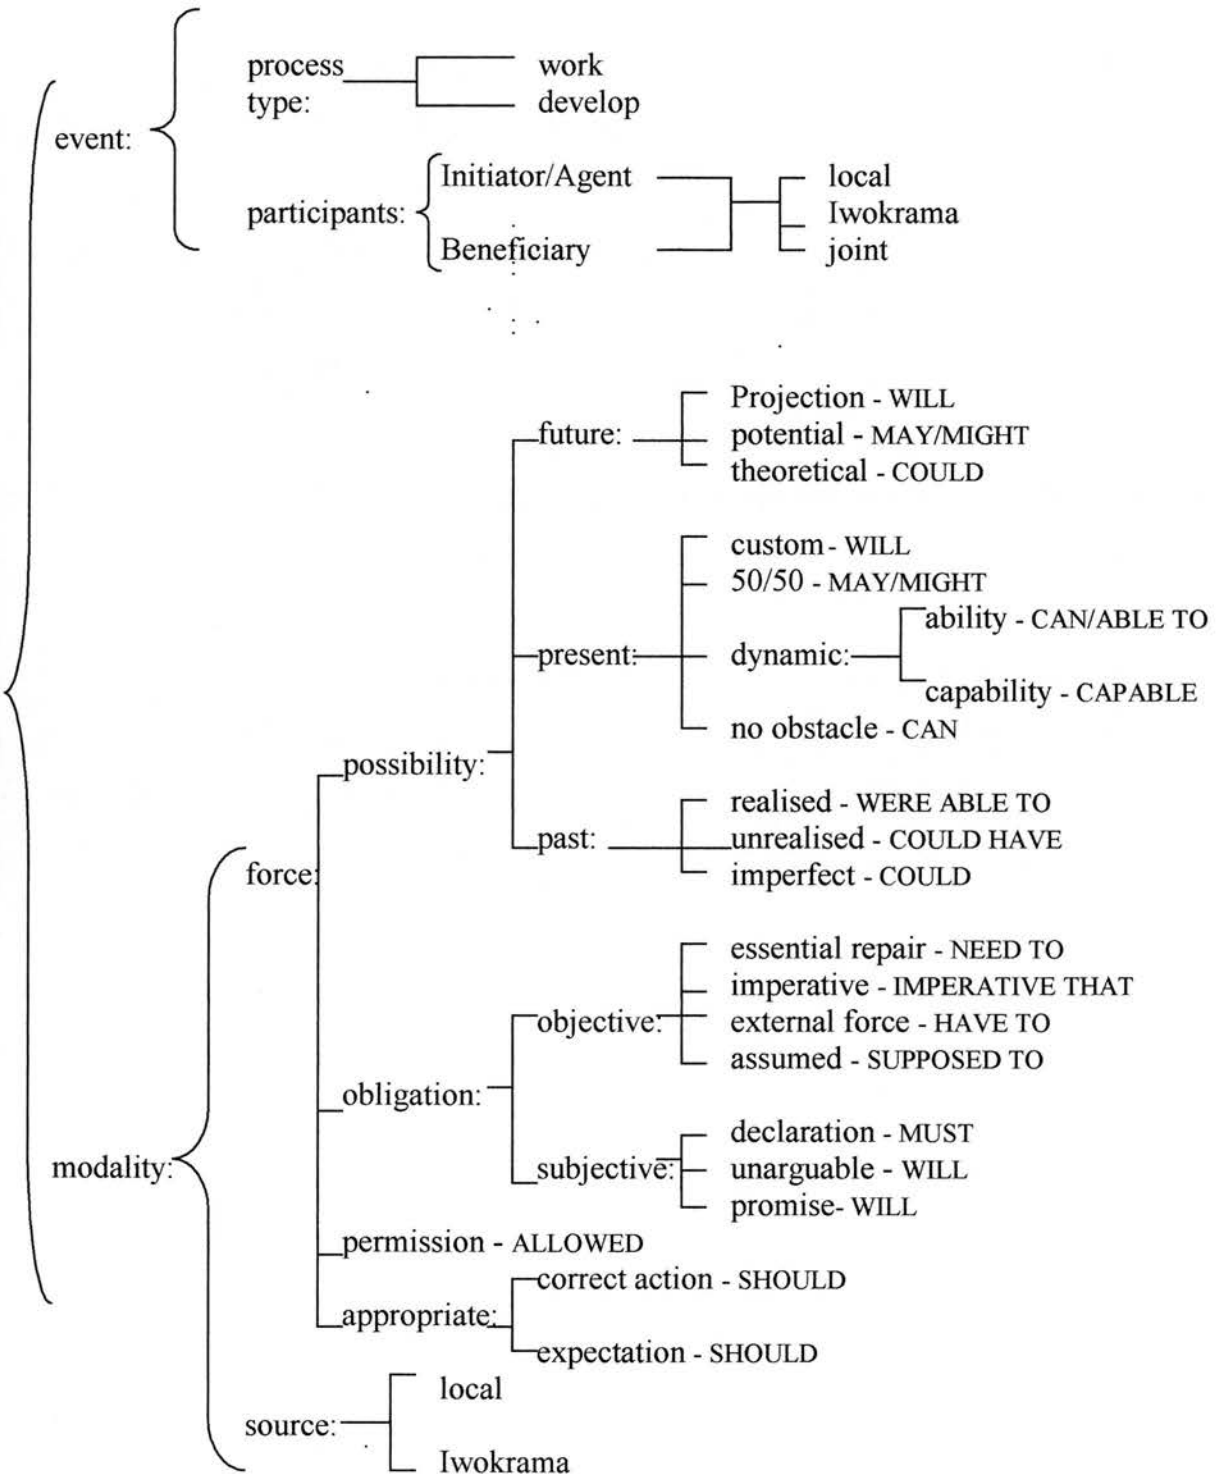 process work
type: develop
event:
Initiator/Agent local
participants: Iwokrama
Beneficiary joint
Projection - WILL
future: potential - MAY/MIGHT
theoretical - COULD
custom - WILL
50/50 - MAY/MIGHT
ability - CAN/ABLE TO
present: dynamic:
capability - CAPABLE
no obstacle - CAN
possibility:
realised - WERE ABLE TO
past: unrealised - COULD HAVE
force: imperfect - COULD
essential repair - NEED TO
imperative - IMPERATIVE THAT
objective: external force - HAVE TO
assumed - SUPPOSED TO
obligation:
declaration - MUST
modality: subjective: unarguable - WILL
promise- WILL
permission - ALLOWED
correct action - SHOULD
appropriate:
expectation - SHOULD
local
source:
Iwokrama